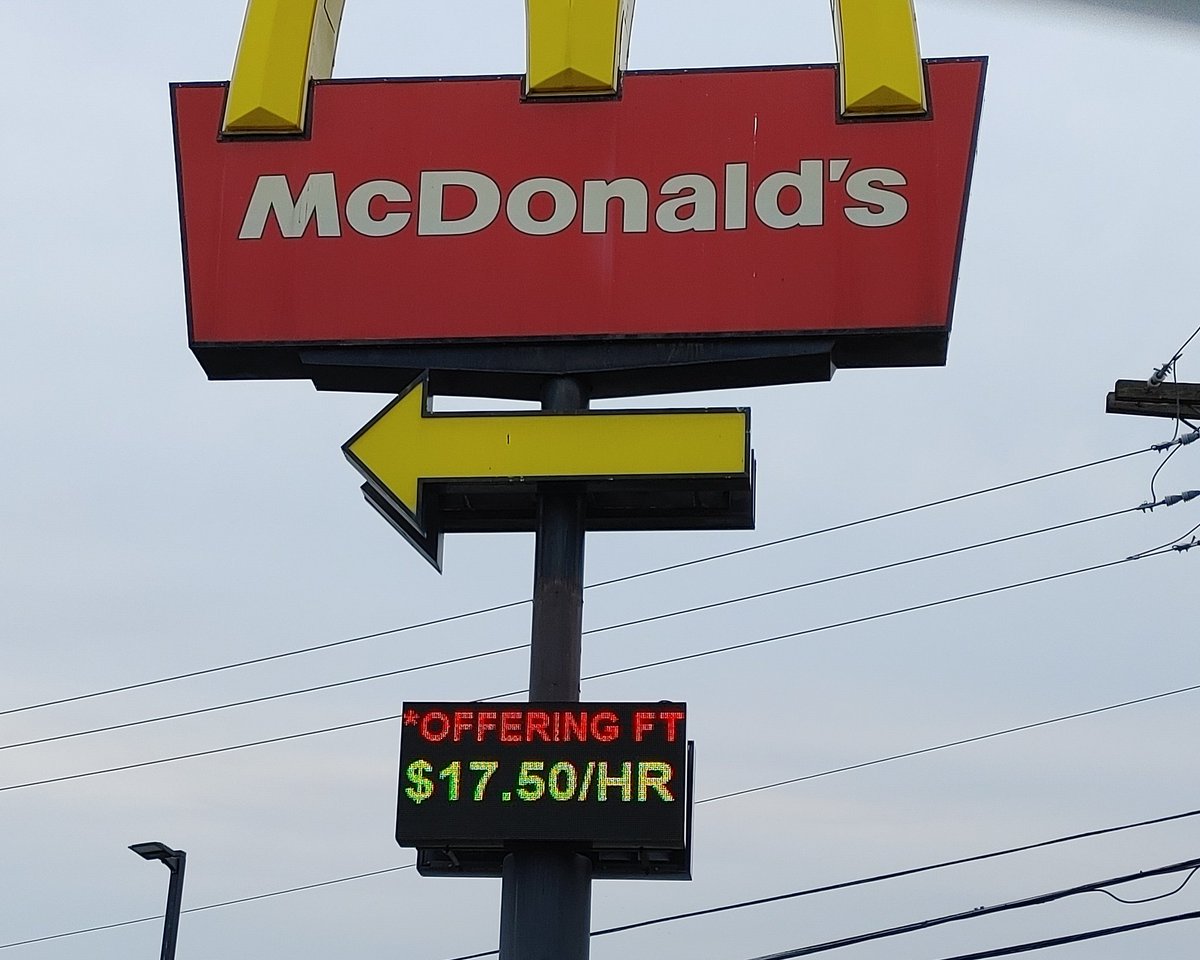 McDonald's
*OFFERING FT
$17.50/HR